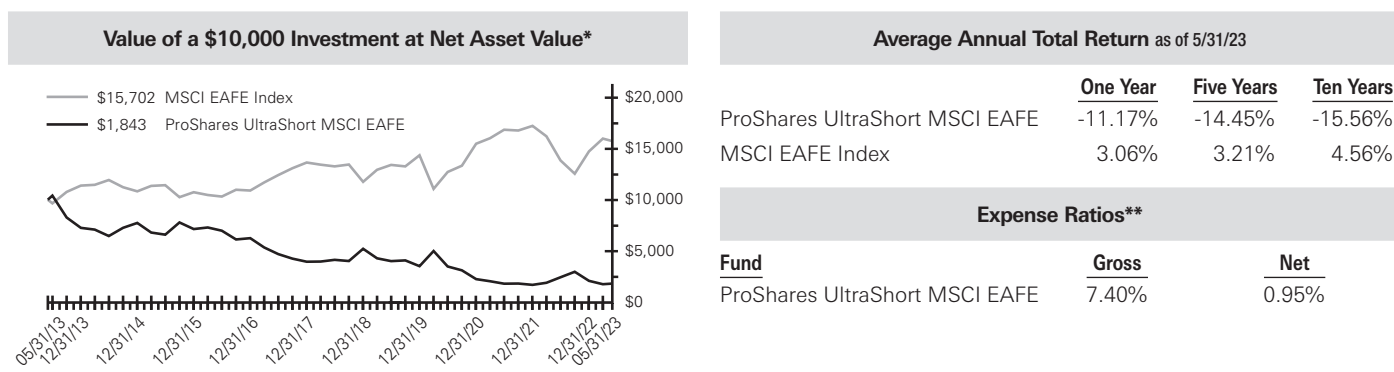 Value of a $10,000 Investment at Net Asset Value*
$15,702 MSCI EAFE Index
$1,843 ProShares UltraShort MSCI EAFE
$20,000
$15,000
$10,000
$5,000
$0
05/31/13
12/31/13
12/31/14
12/31/15
12/31/16
12/31/17
12/31/18
12/31/19
12/31/20
12/31/21
12/31/22
05/31/23
Average Annual Total Return as of 5/31/23
One Year Five Years Ten Years
ProShares UltraShort MSCI EAFE -11.17% -14.45% -15.56%
MSCI EAFE Index 3.06% 3.21% 4.56%
Expense Ratios**
Fund Gross Net
ProShares UltraShort MSCI EAFE 7.40% 0.95%